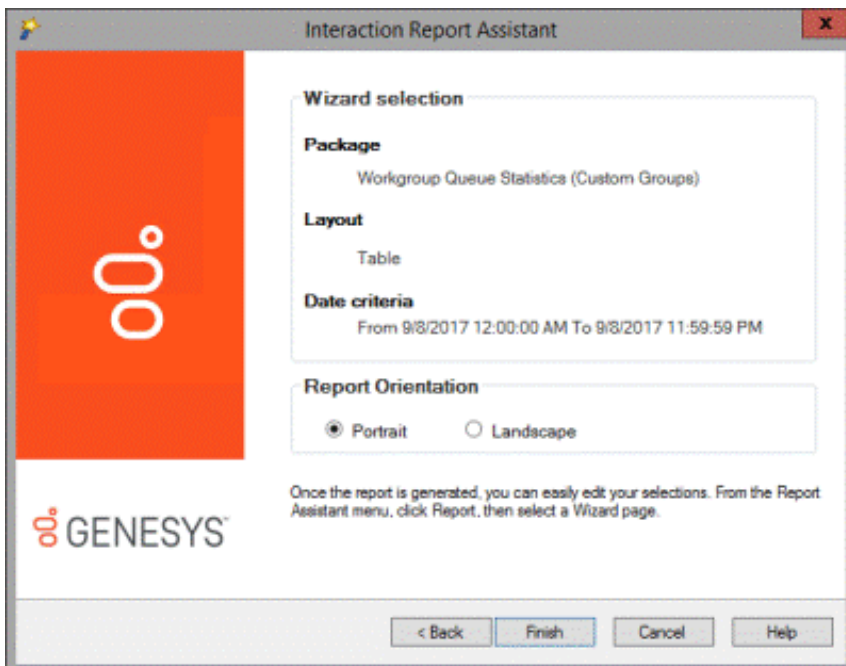 Interaction Report Assistant
Wizard selection
Package
Workgroup Queue Statistics (Custom Groups)
Layout
Table
Date criteria
From 9/8/2017 12:00:00 AM To 9/8/2017 11:59:59 PM
Report Orientation
Portrait Landscape
Once the report is generated, you can easily edit your selections. From the Report
Assistant menu, click Report, then select a Wizard page.
GENESYS™
< Back Finish Cancel Help